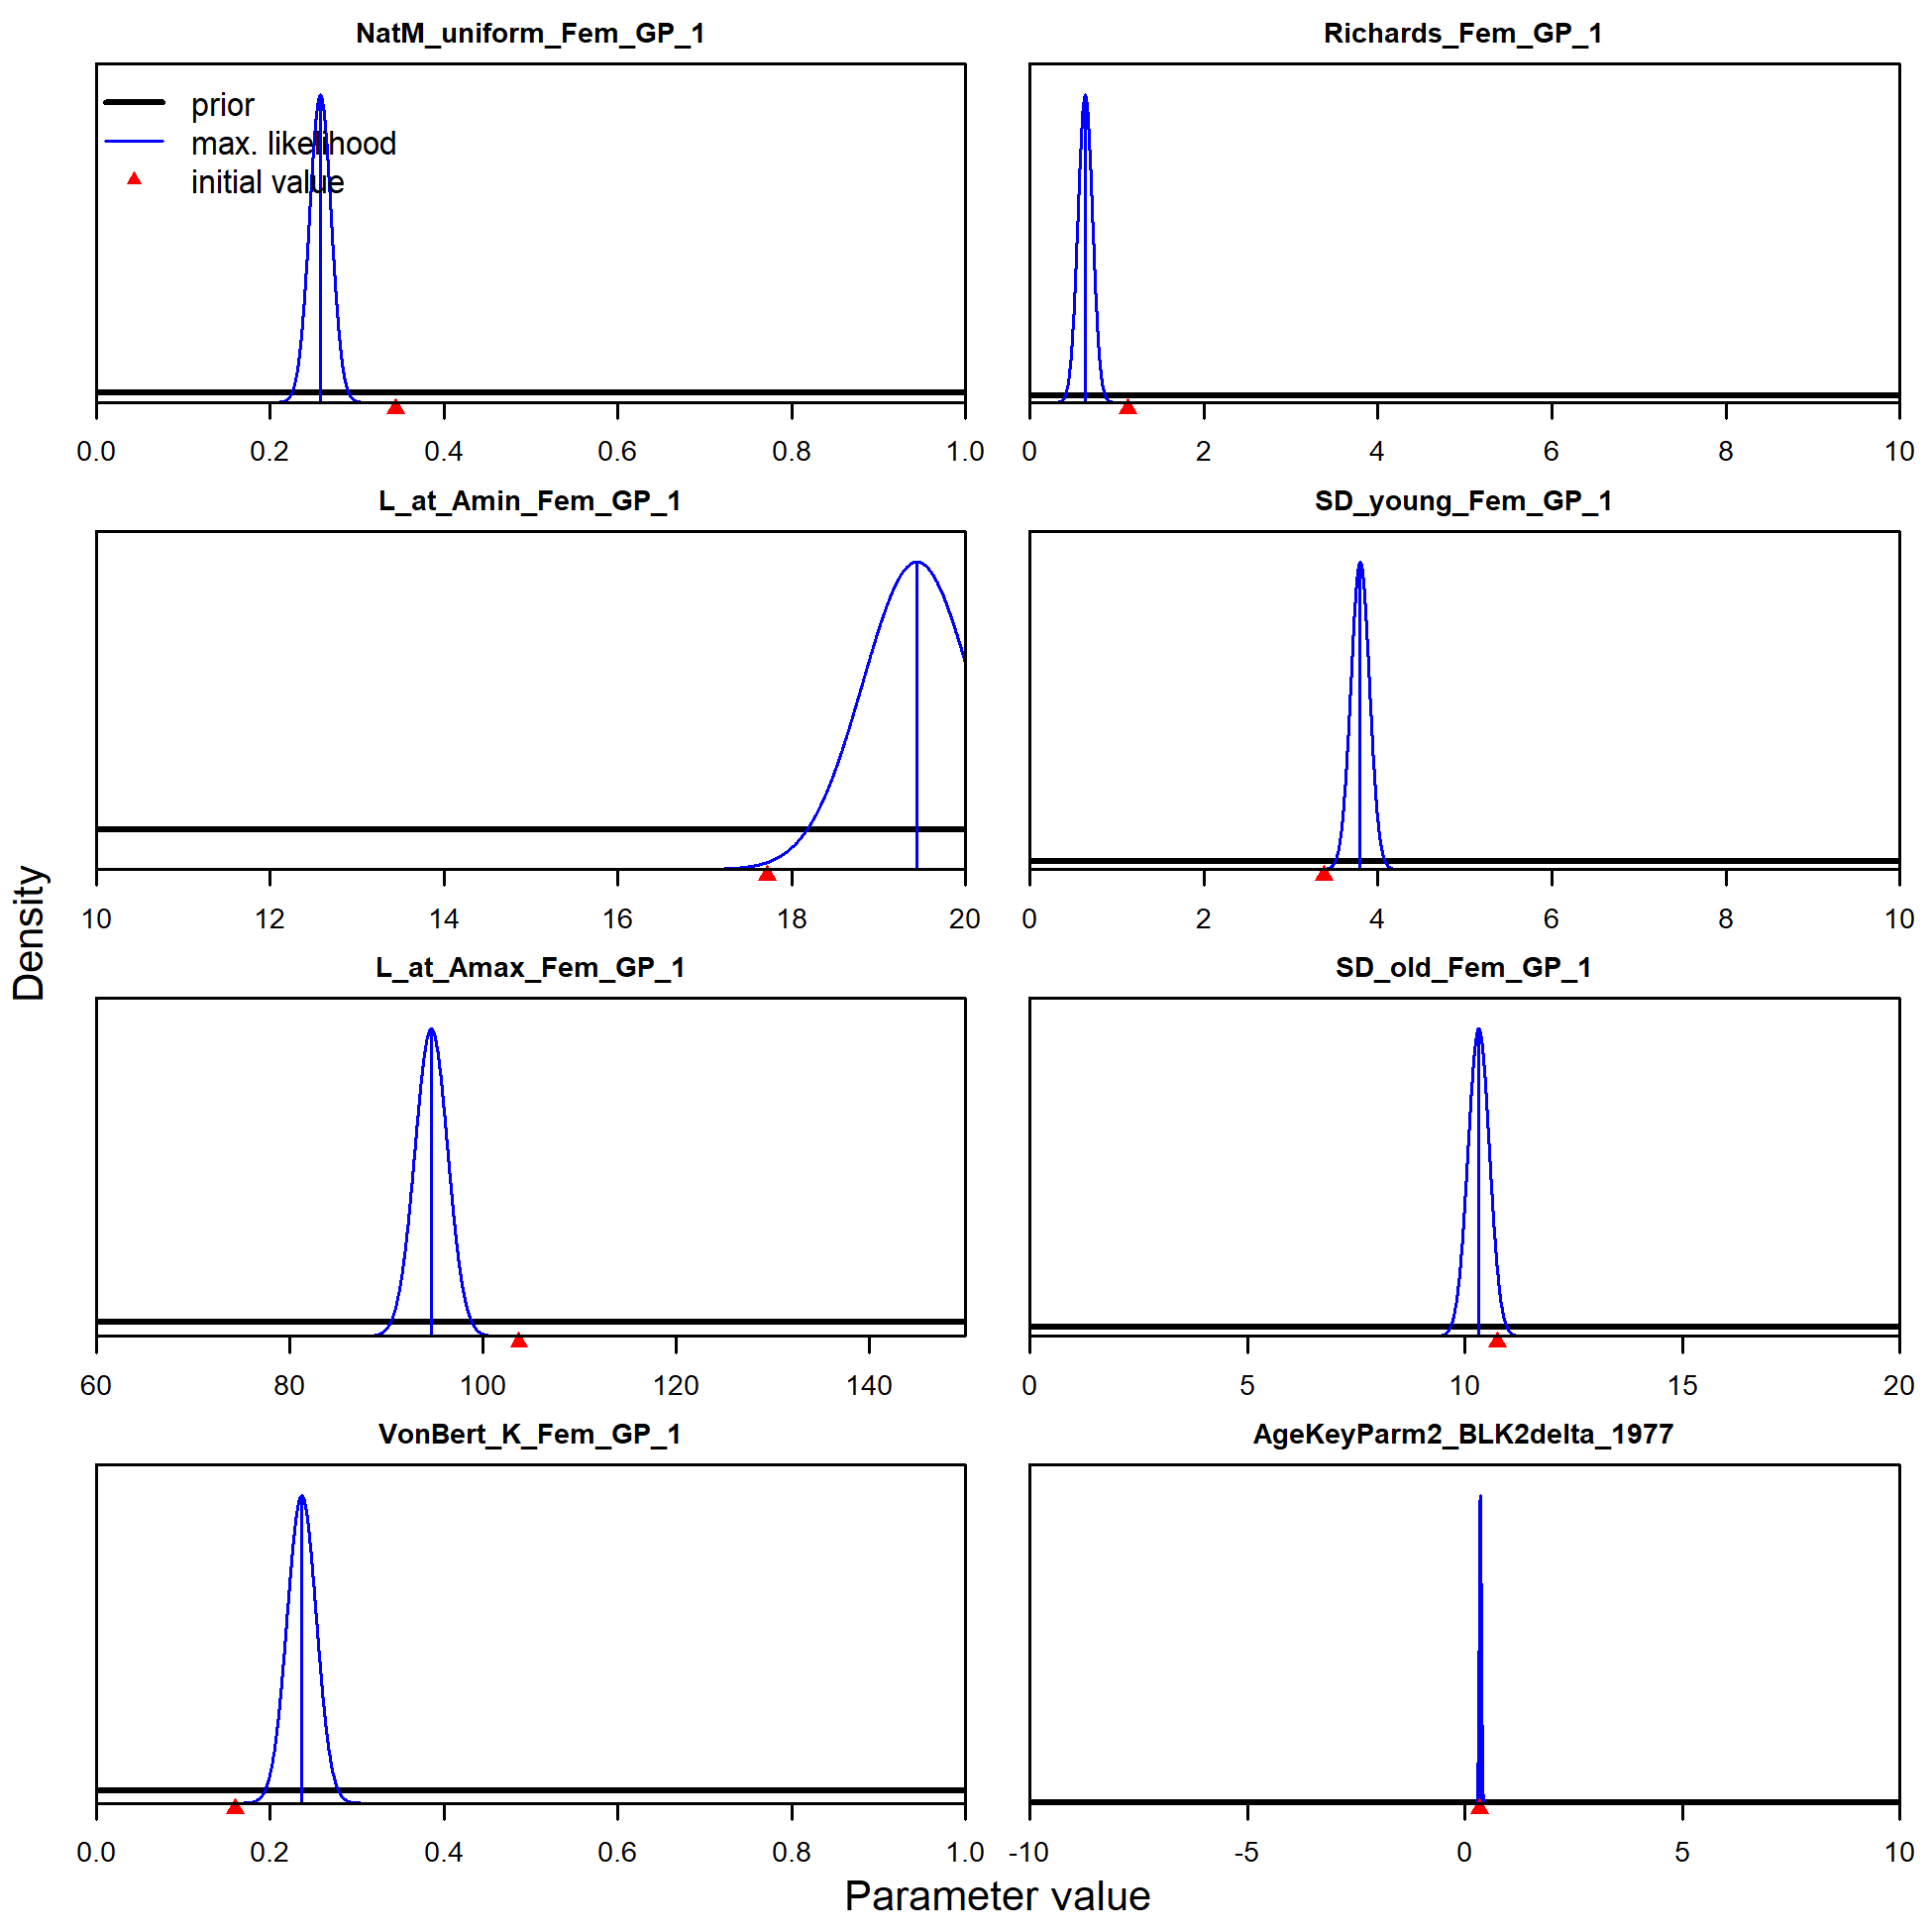 NatM_uniform_Fem_GP_1
prior
max. likelihood
initial value
0.0 0.2 0.4 0.6 0.8 1.0
Richards_Fem_GP_1
0 2 4 6 8 10
L_at_Amin_Fem_GP_1
10 12 14 16 18 20
SD_young_Fem_GP_1
0 2 4 6 8 10
L_at_Amax_Fem_GP_1
60 80 100 120 140
SD_old_Fem_GP_1
0 5 10 15 20
VonBert_K_Fem_GP_1
0.0 0.2 0.4 0.6 0.8 1.0
AgeKeyParm2_BLK2delta_1977
-10 -5 0 5 10
Density
Parameter value